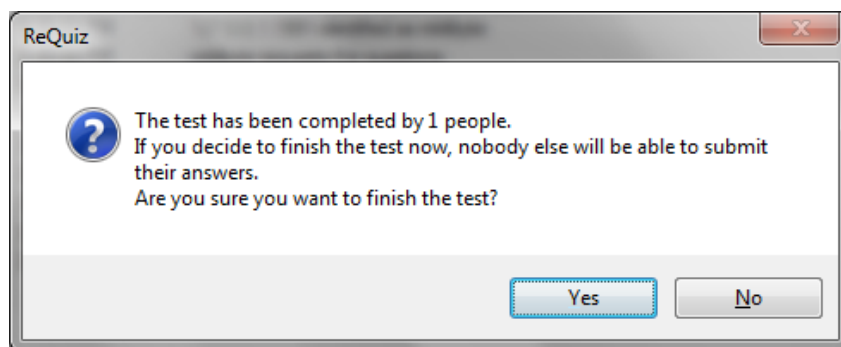 ReQuiz
The test has been completed by 1 people.
If you decide to finish the test now, nobody else will be able to submit
their answers.
Are you sure you want to finish the test?
Yes
No